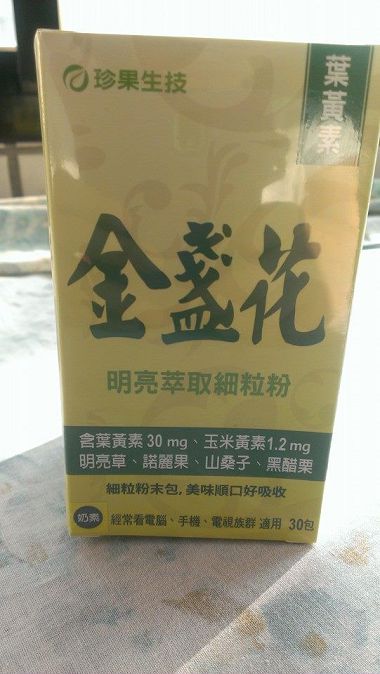 珍果生技
葉黃素
金盞花
明亮萃取細粒粉
含葉黃素 30 mg、玉米黃素 1.2 mg
明亮草、諾麗果、山桑子、黑醋栗
細粒粉末包, 美味順口好吸收
奶素 經常看電腦、手機、電視族群 適用 30包